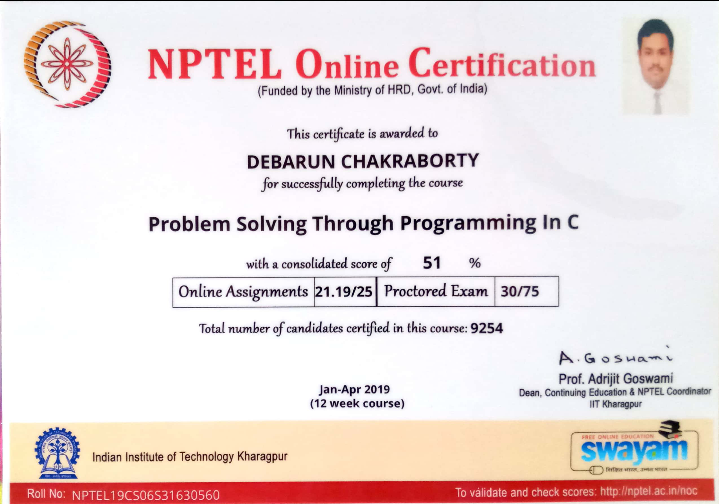 NPTEL Online Certification
(Funded by the Ministry of HRD, Govt. of India)
This certificate is awarded to
DEBARUN CHAKRABORTY
for successfully completing the course
Problem Solving Through Programming In C
with a consolidated score of 51 %
Online Assignments 21.19/25 Proctored Exam 30/75
Total number of candidates certified in this course: 9254
A. Goswami
Prof. Adrijit Goswami
Dean, Continuing Education & NPTEL Coordinator
IIT Kharagpur
Jan-Apr 2019
(12 week course)
Indian Institute of Technology Kharagpur
FREE ONLINE EDUCATION
swayam
शिक्षित भारत, उन्नत भारत
Roll No: NPTEL19CS06S31630560
To validate and check scores: http://nptel.ac.in/noc